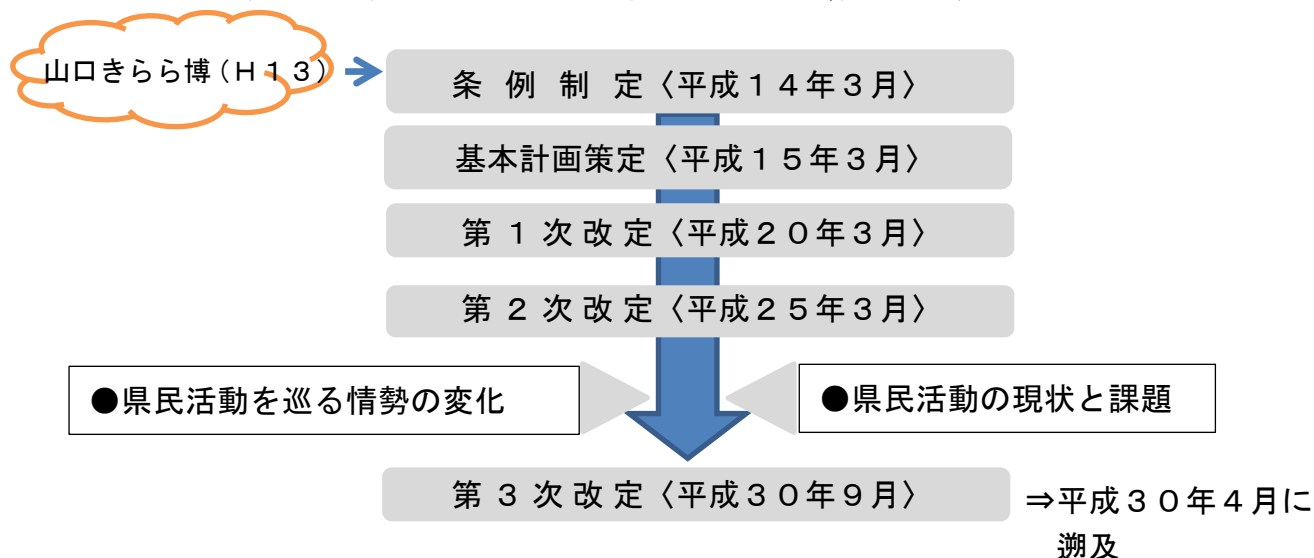 山口きらら博（Ｈ１３）
条例制定〈平成１４年３月〉
基本計画策定〈平成１５年３月〉
第１次改定〈平成２０年３月〉
第２次改定〈平成２５年３月〉
●県民活動を巡る情勢の変化
●県民活動の現状と課題
第３次改定〈平成３０年９月〉
⇒平成３０年４月に
遡及